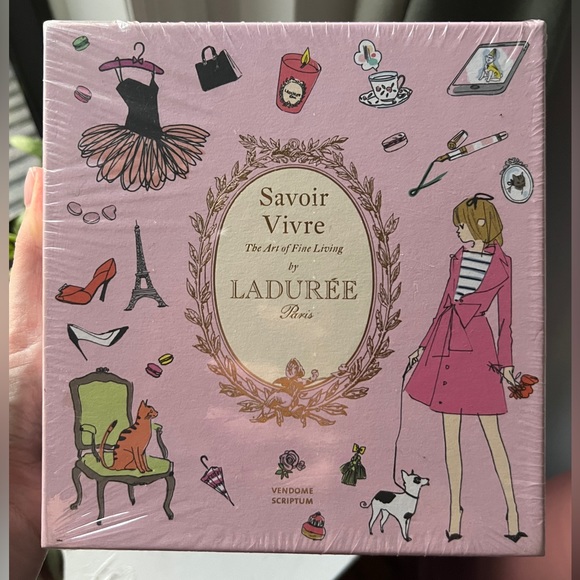 Savoir
Vivre
The Art of Fine Living
by
LADURÉE
Paris
VENDOME
SCRIPTUM